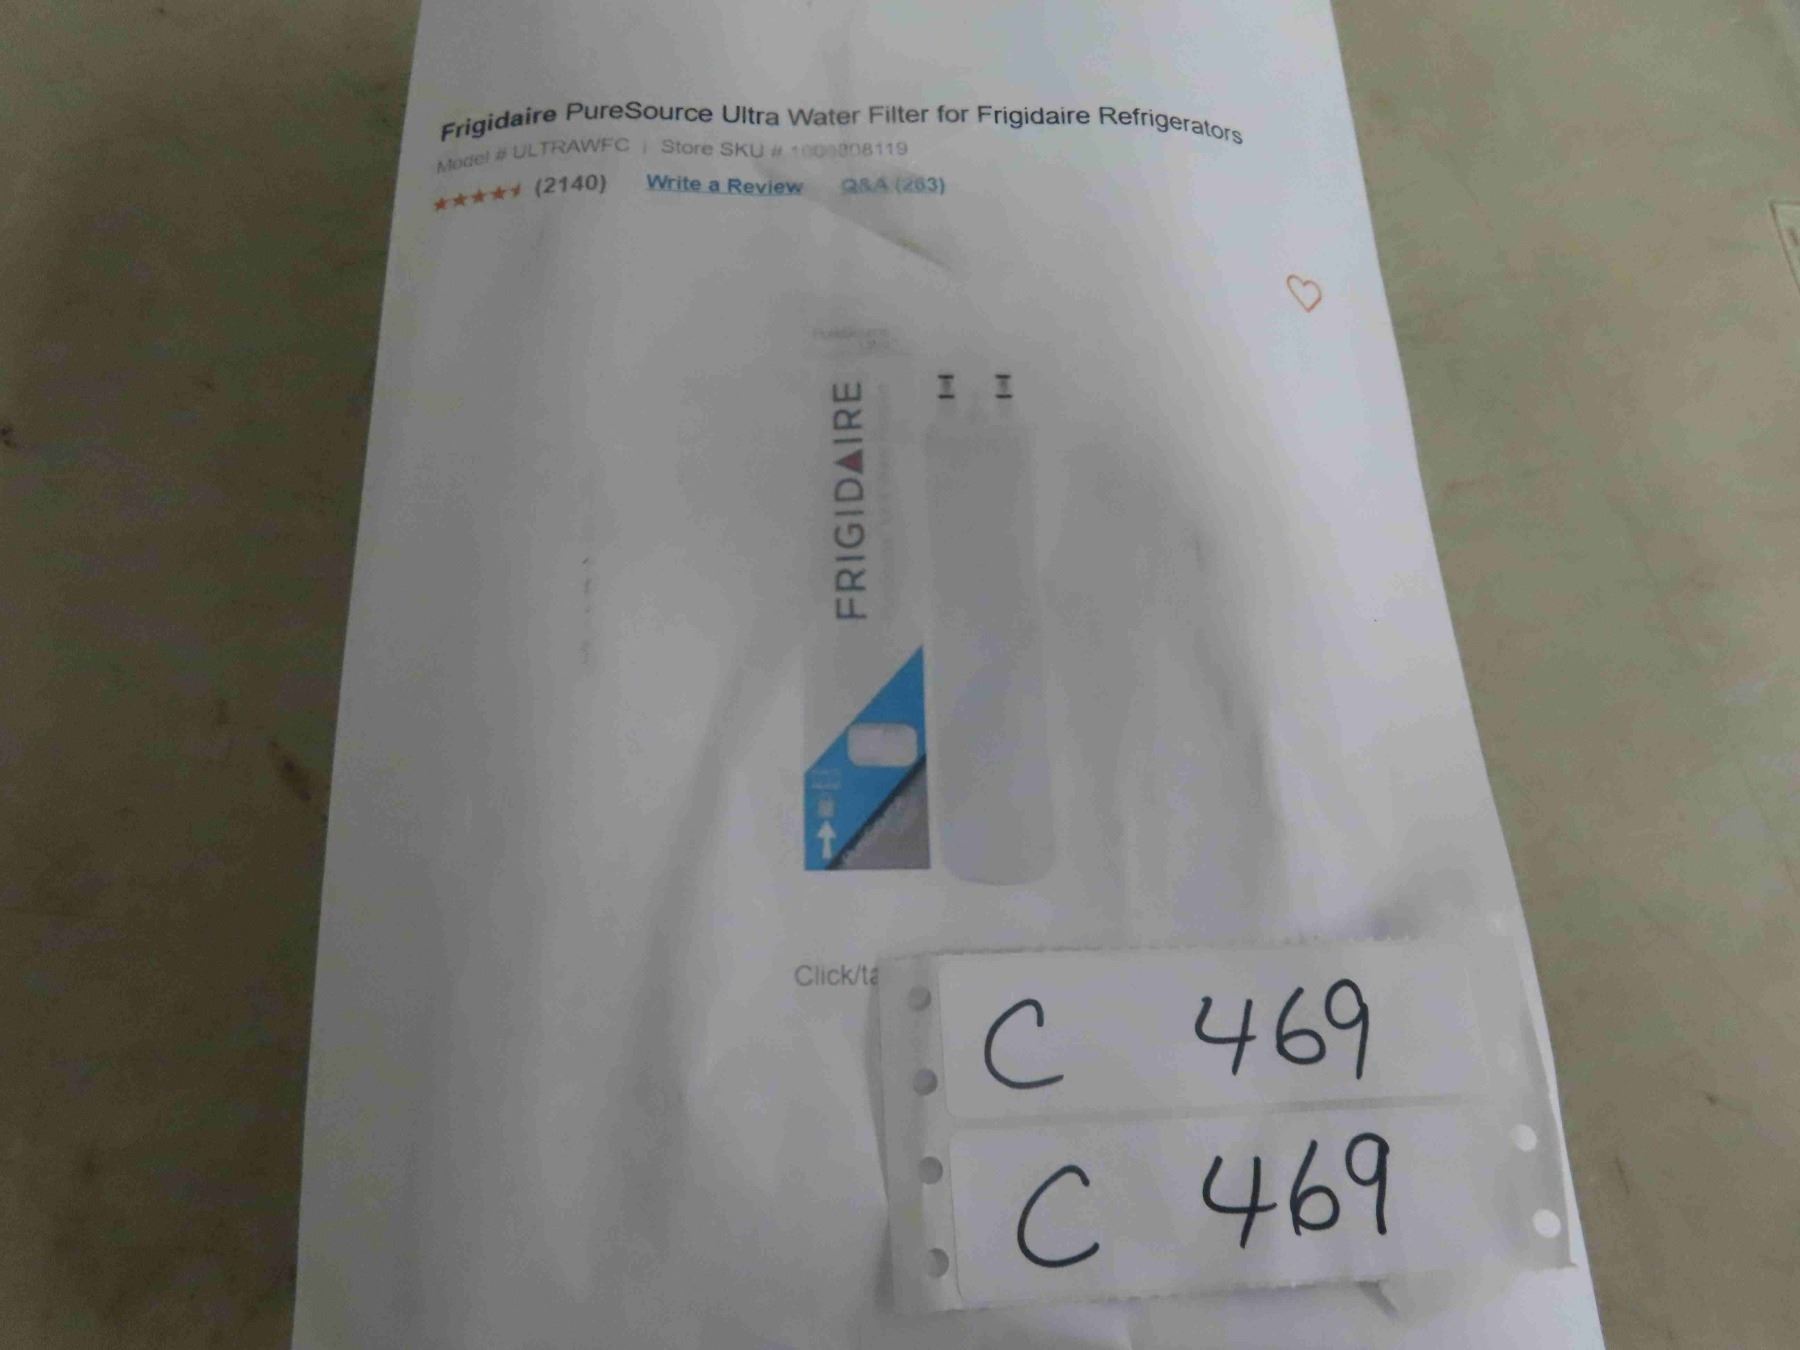 Frigidaire PureSource Ultra Water Filter for Frigidaire Refrigerators
Model # ULTRAWFC | Store SKU #
(2140) Write a Review Q&A (263)
FRIGIDAIRE
Click/ta
C 469
C 469